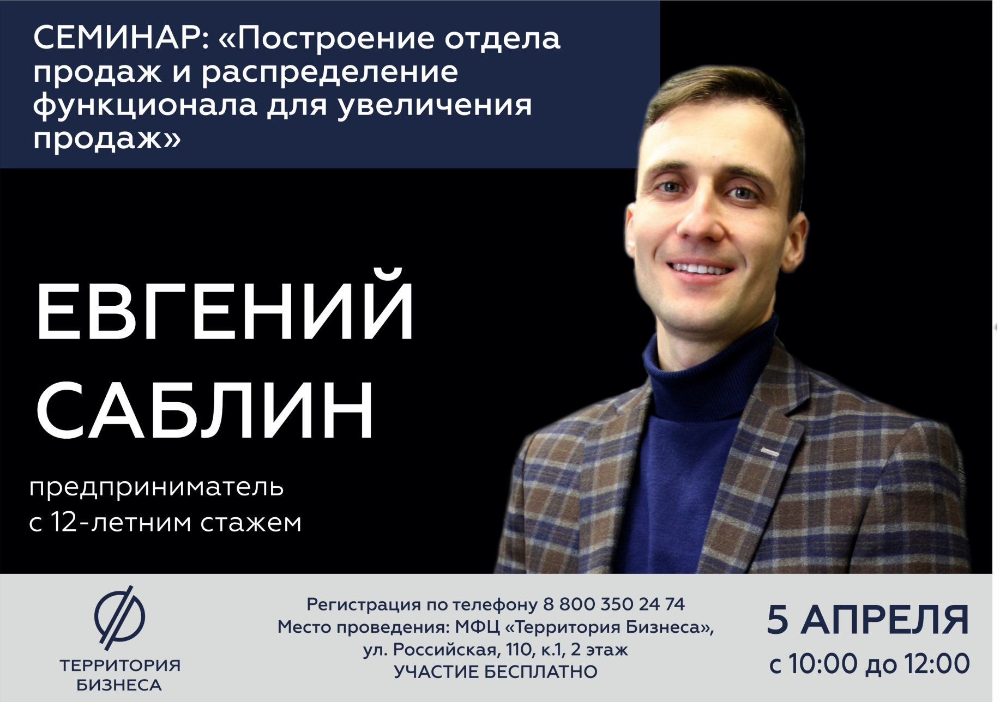 СЕМИНАР: «Построение отдела
продаж и распределение
функционала для увеличения
продаж»
ЕВГЕНИЙ
САБЛИН
предприниматель
с 12-летним стажем
ТЕРРИТОРИЯ
БИЗНЕСА
Регистрация по телефону 8 800 350 24 74
Место проведения: МФЦ «Территория Бизнеса»,
ул. Российская, 110, к.1, 2 этаж
УЧАСТИЕ БЕСПЛАТНО
5 АПРЕЛЯ
с 10:00 до 12:00